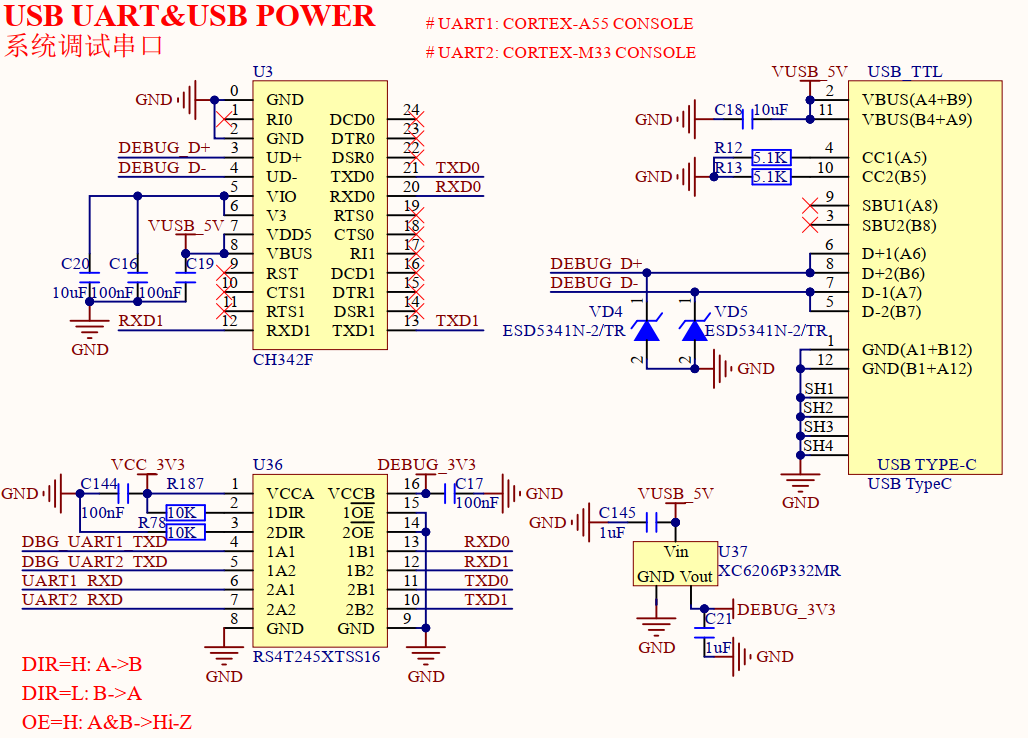 USB UART&USB POWER
系统调试串口
# UART1: CORTEX-A55 CONSOLE
# UART2: CORTEX-M33 CONSOLE
U3
GND
0 GND
1 RI0
2 GND
DEBUG_D+ 3 UD+
DEBUG_D- 4 UD-
5 VIO
6 V3
VUSB_5V
7 VDD5
8 VBUS
9 RST
10 CTS1
11 RTS1
RXD1 12 RXD1
DCD0 24
DTR0 23
DSR0 22
TXD0 21 TXD0
RXD0 20 RXD0
RTS0 19
CTS0 18
RI1 17
DCD1 16
DTR1 15
DSR1 14
TXD1 13 TXD1
C20 C16 C19
10uF 100nF 100nF
GND
CH342F
VUSB_5V USB_TTL
GND C18 10uF
2 VBUS(A4+B9)
11 VBUS(B4+A9)
R12 5.1K 4 CC1(A5)
GND R13 5.1K 10 CC2(B5)
9 SBU1(A8)
3 SBU2(B8)
6 D+1(A6)
DEBUG_D+ 8 D+2(B6)
DEBUG_D- 7 D-1(A7)
5 D-2(B7)
1 1
VD4 VD5
ESD5341N-2/TR ESD5341N-2/TR
2 2
GND
1 GND(A1+B12)
12 GND(B1+A12)
SH1
SH2
SH3
SH4
USB TYPE-C
GND USB TypeC
VCC_3V3 U36 DEBUG_3V3
GND C144 R187
100nF 10K
R78 10K
1 VCCA
2 1DIR
3 2DIR
DBG_UART1_TXD 4 1A1
DBG_UART2_TXD 5 1A2
UART1_RXD 6 2A1
UART2_RXD 7 2A2
8 GND
VCCB 16
1OE 15
2OE 14
1B1 13 RXD0
1B2 12 RXD1
2B1 11 TXD0
2B2 10 TXD1
GND 9
C17 GND
100nF
GND RS4T245XTSS16 GND
VUSB_5V
GND C145
1uF
Vin U37
GND Vout XC6206P332MR
DEBUG_3V3
C21
GND 1uF GND
DIR=H: A->B
DIR=L: B->A
OE=H: A&B->Hi-Z